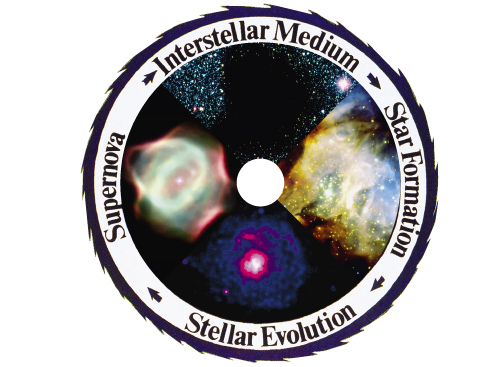 Interstellar Medium
Star Formation
Stellar Evolution
Supernova